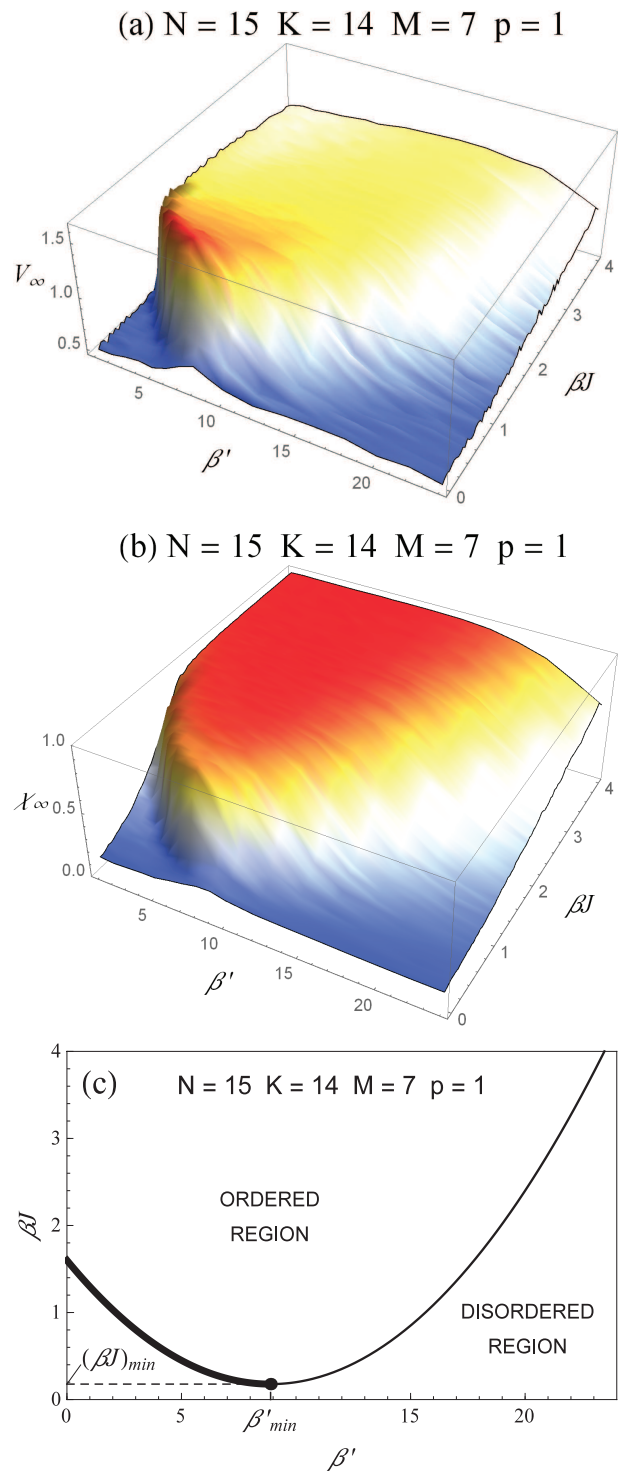 (a) N = 15 K = 14 M = 7 p = 1
1.5
V∞
1.0
0.5
5
10
15
20
β'
0
1
2
3
4
βJ
(b) N = 15 K = 14 M = 7 p = 1
1.0
χ∞
0.5
0.0
5
10
15
20
β'
0
1
2
3
4
βJ
(c) N = 15 K = 14 M = 7 p = 1
4
3
2
1
0
βJ
ORDERED
REGION
DISORDERED
REGION
(βJ)min
0
5
β'min
15
20
β'